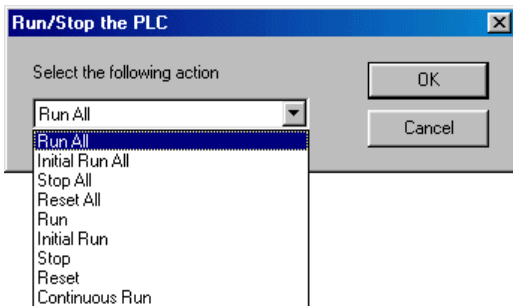 Run/Stop the PLC
Select the following action
OK
Run All
Cancel
Run All
Initial Run All
Stop All
Reset All
Run
Initial Run
Stop
Reset
Continuous Run